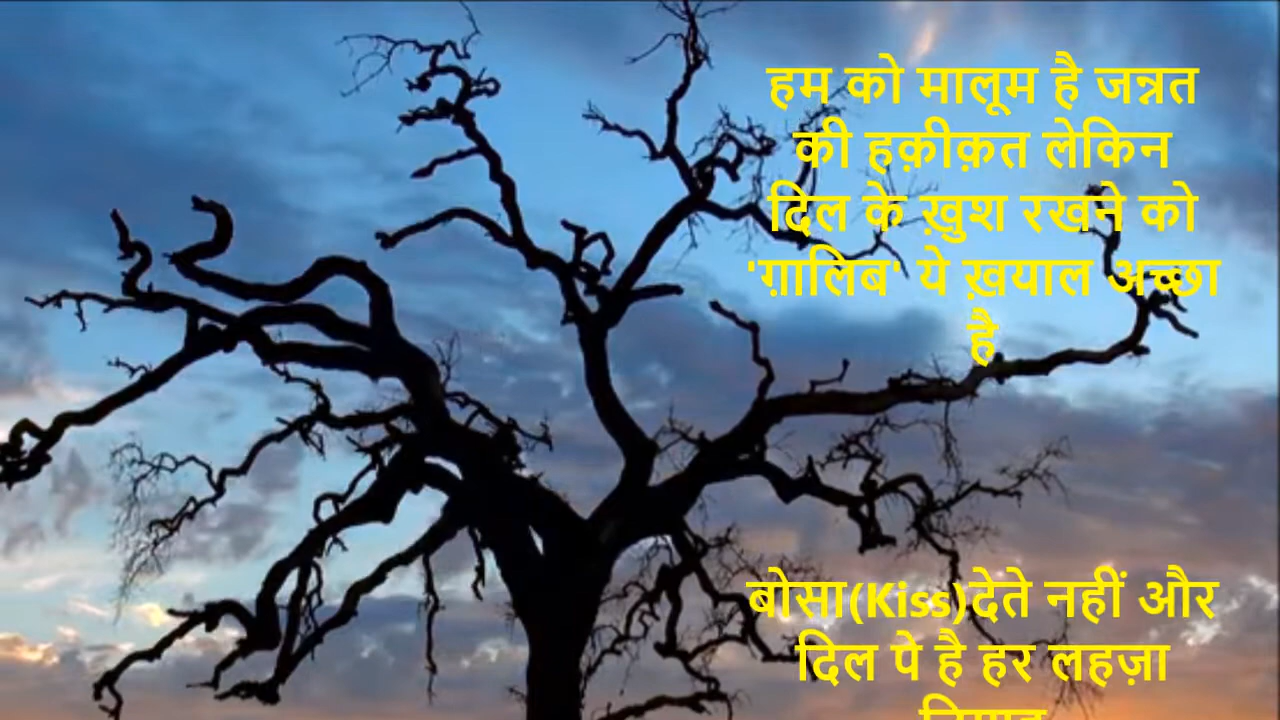 हम को मालूम है जन्नत
की हक़ीक़त लेकिन
दिल के ख़ुश रखने को
'ग़ालिब' ये ख़याल अच्छा
है
बोसा(Kiss)देते नहीं और
दिल पे है हर लहज़ा